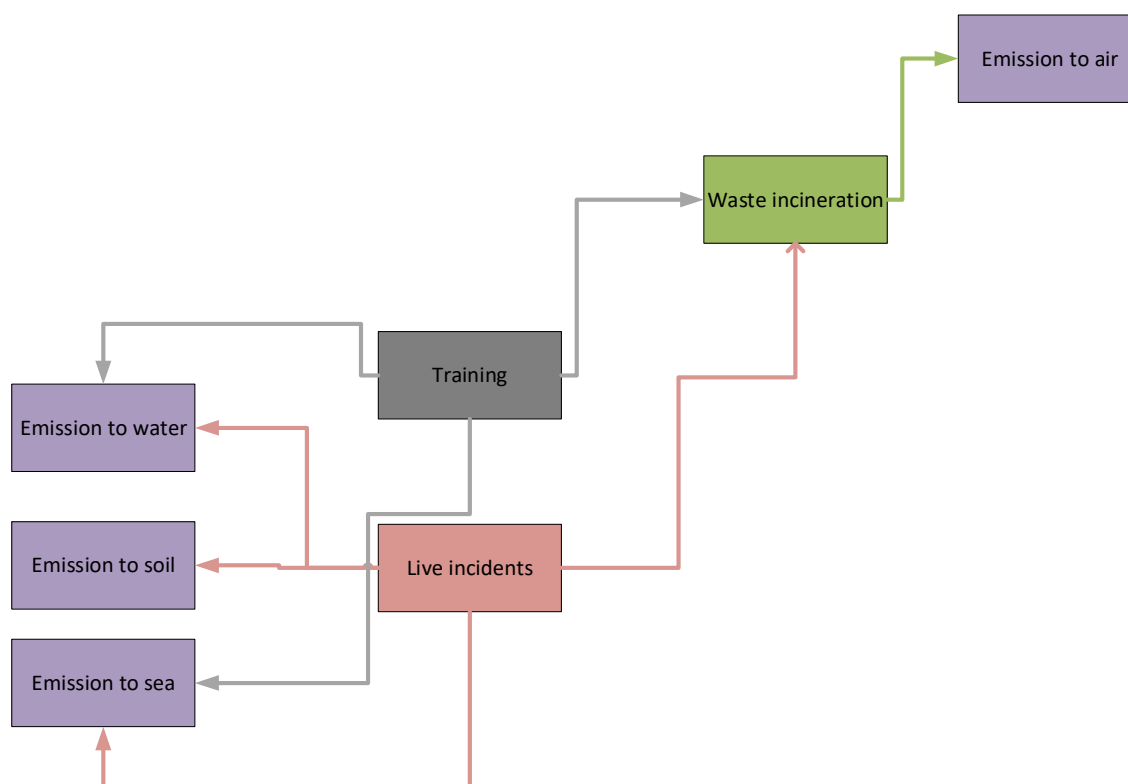 Emission to air
Waste incineration
Training
Emission to water
Emission to soil
Live incidents
Emission to sea